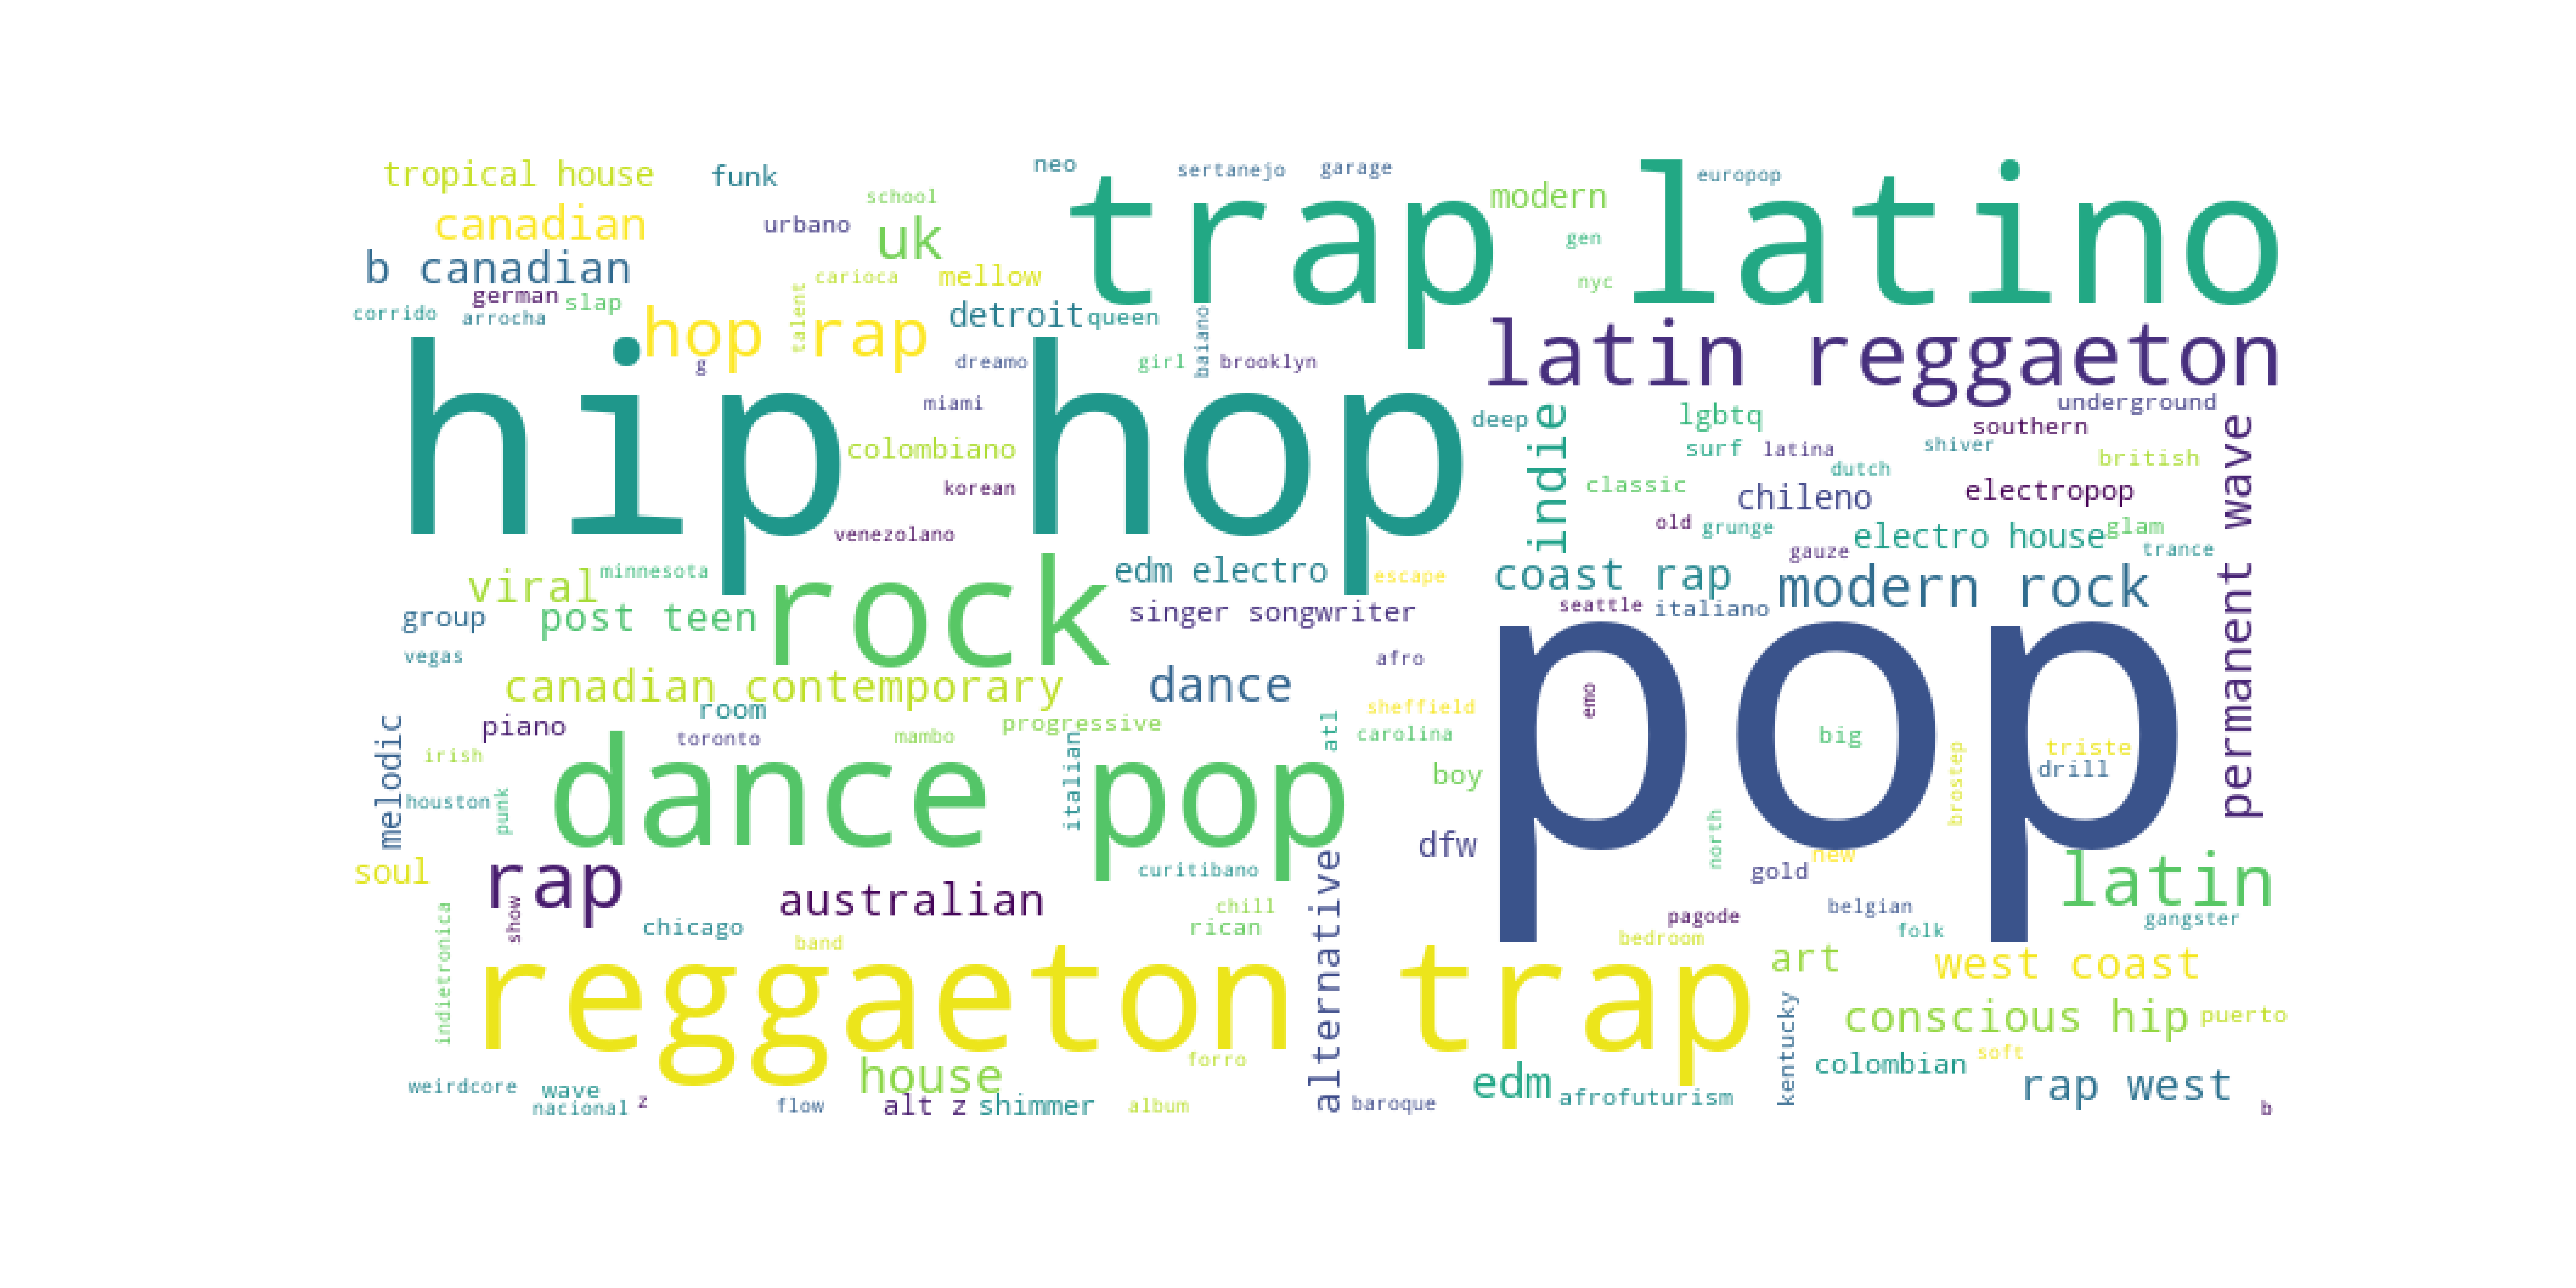 tropical house
funk
neo
sertanejo
garage
europop
school
modern
trap latino
canadian
urbano
uk
gen
b canadian
carioca
mellow
nyc
german
slap
talent
corrido
arrocha
hop rap
detroit
queen
baiano
latin reggaeton
g
dreamo
girl
brooklyn
hip hop
miami
deep
indie
lgbtq
underground
southern
permanent wave
colombiano
surf
latina
shiver
british
dutch
korean
classic
chileno
electropop
venezolano
old
grunge
electro house
glam
gauze
trance
viral
minnesota
rock
edm electro
escape
coast rap
modern rock
group
post teen
singer songwriter
seattle
italiano
vegas
afro
pop
canadian contemporary
dance
emo
room
sheffield
melodic
piano
toronto
mambo
progressive
italian
atl
carolina
big
triste
brostep
drill
irish
dance pop
boy
houston
punk
dfw
north
new
soul
rap
curitibano
alternative
gold
latin
australian
show
chill
pagode
belgian
gangster
indietronica
chicago
band
rican
bedroom
folk
reggaeton trap
art
west coast
kentucky
conscious hip
puerto
forro
house
soft
colombian
edm
afrofuturism
rap west
weirdcore
wave
nacional
z
flow
alt z
shimmer
album
baroque
b